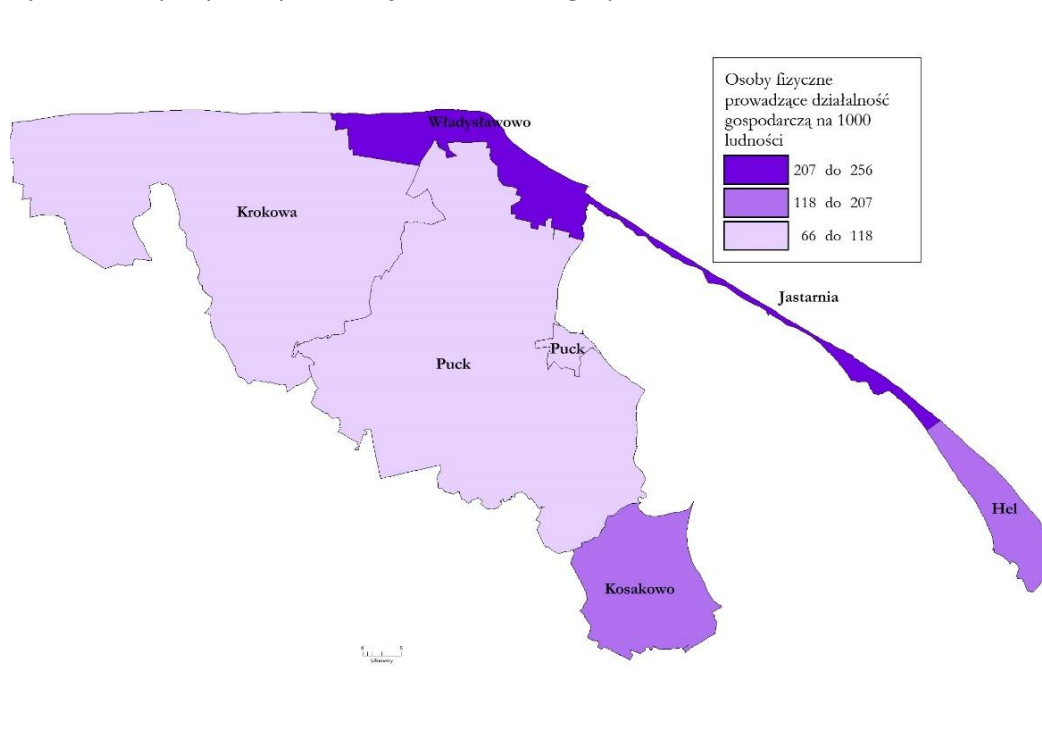 Osoby fizyczne
prowadzące działalność
gospodarczą na 1000
ludności
207 do 256
118 do 207
66 do 118
Władysławowo
Krokowa
Jastarnia
Puck
Puck
Hel
Kosakowo